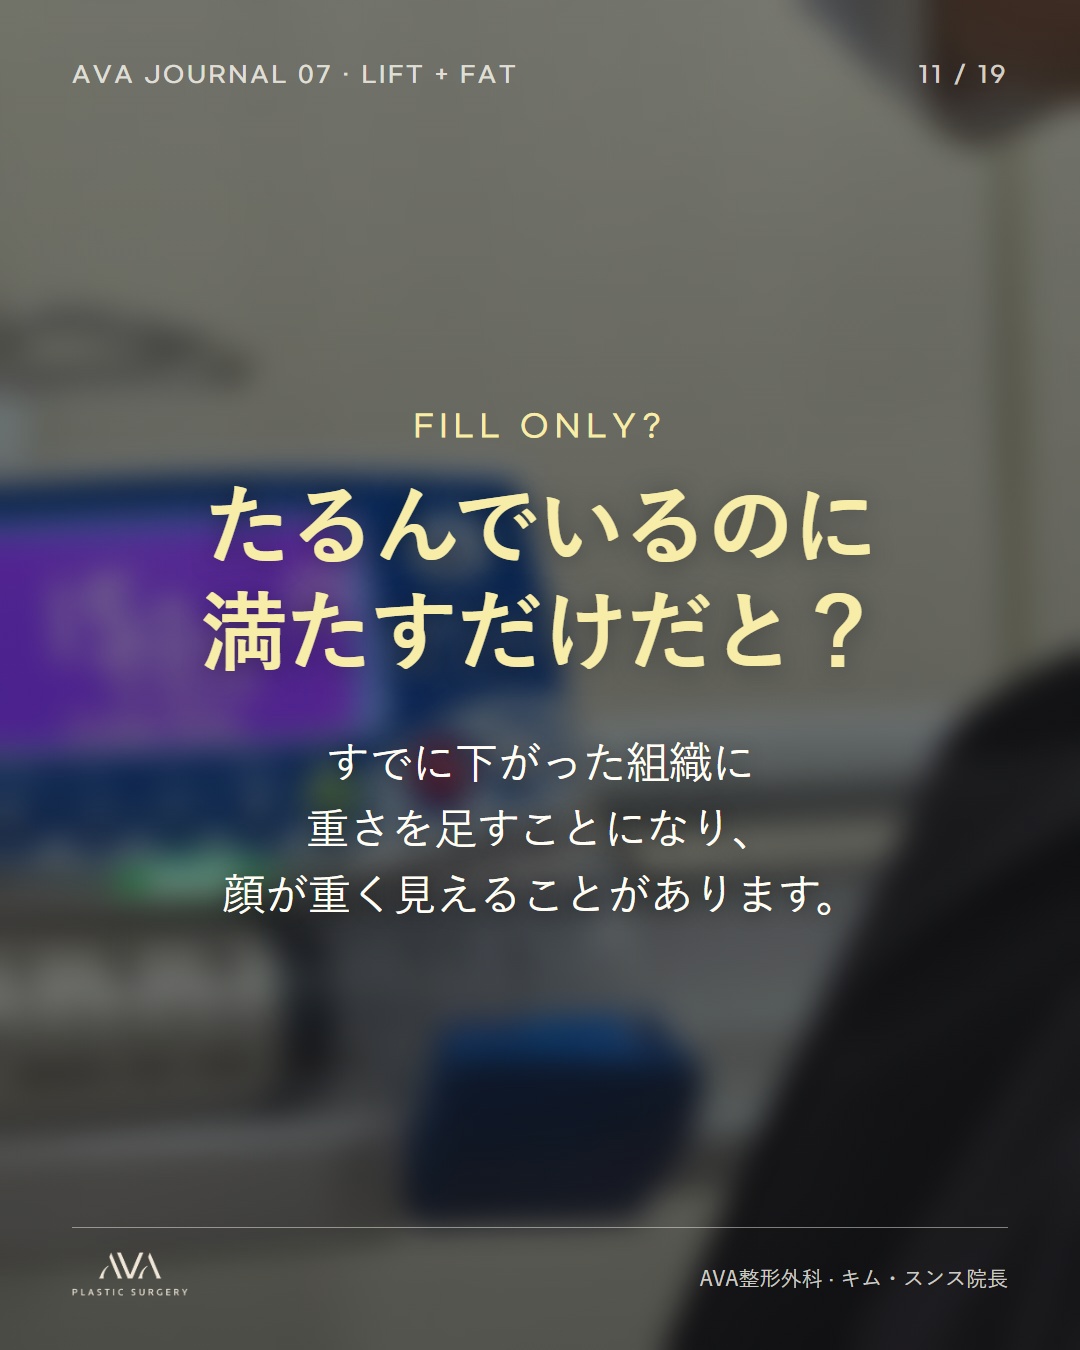 AVA JOURNAL 07 · LIFT + FAT
11 / 19
FILL ONLY?
たるんでいるのに
満たすだけだと？
すでに下がった組織に
重さを足すことになり、
顔が重く見えることがあります。
AVA
PLASTIC SURGERY
AVA整形外科 · キム・スンス院長